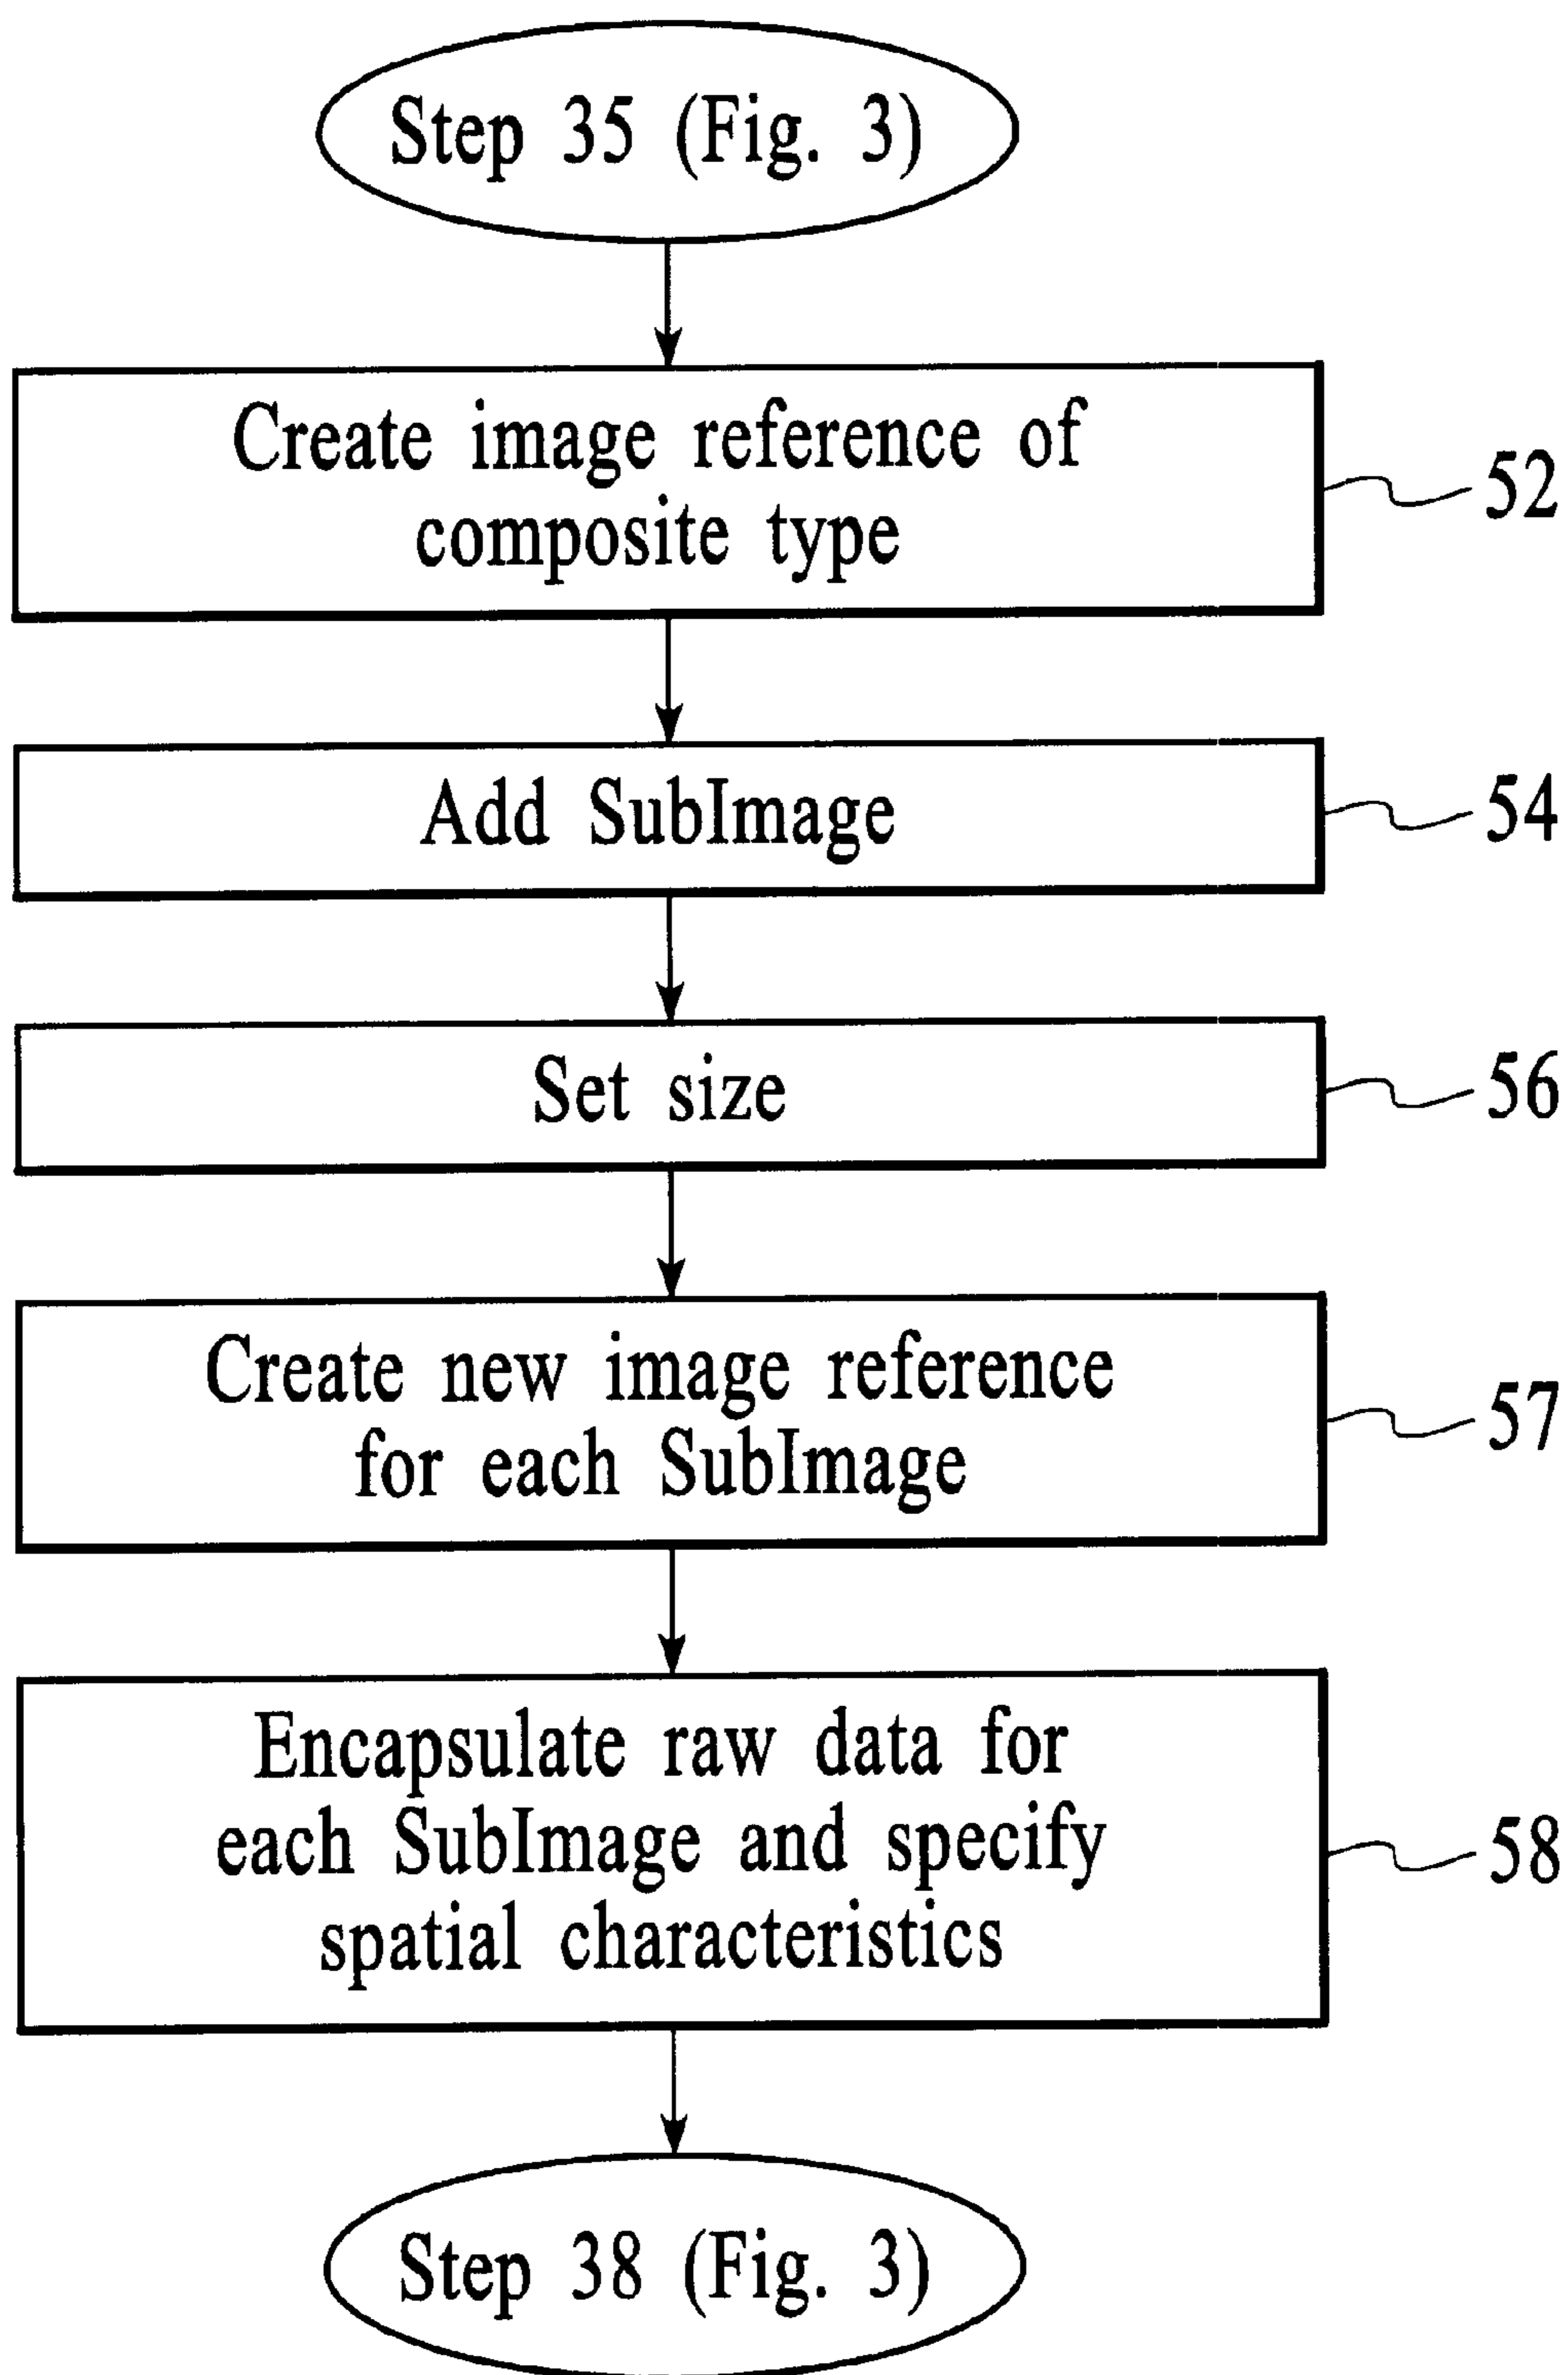 Step 35 (Fig. 3)
Create image reference of
composite type
52
Add SubImage
54
Set size
56
Create new image reference
for each SubImage
57
Encapsulate raw data for
each SubImage and specify
spatial characteristics
58
Step 38 (Fig. 3)